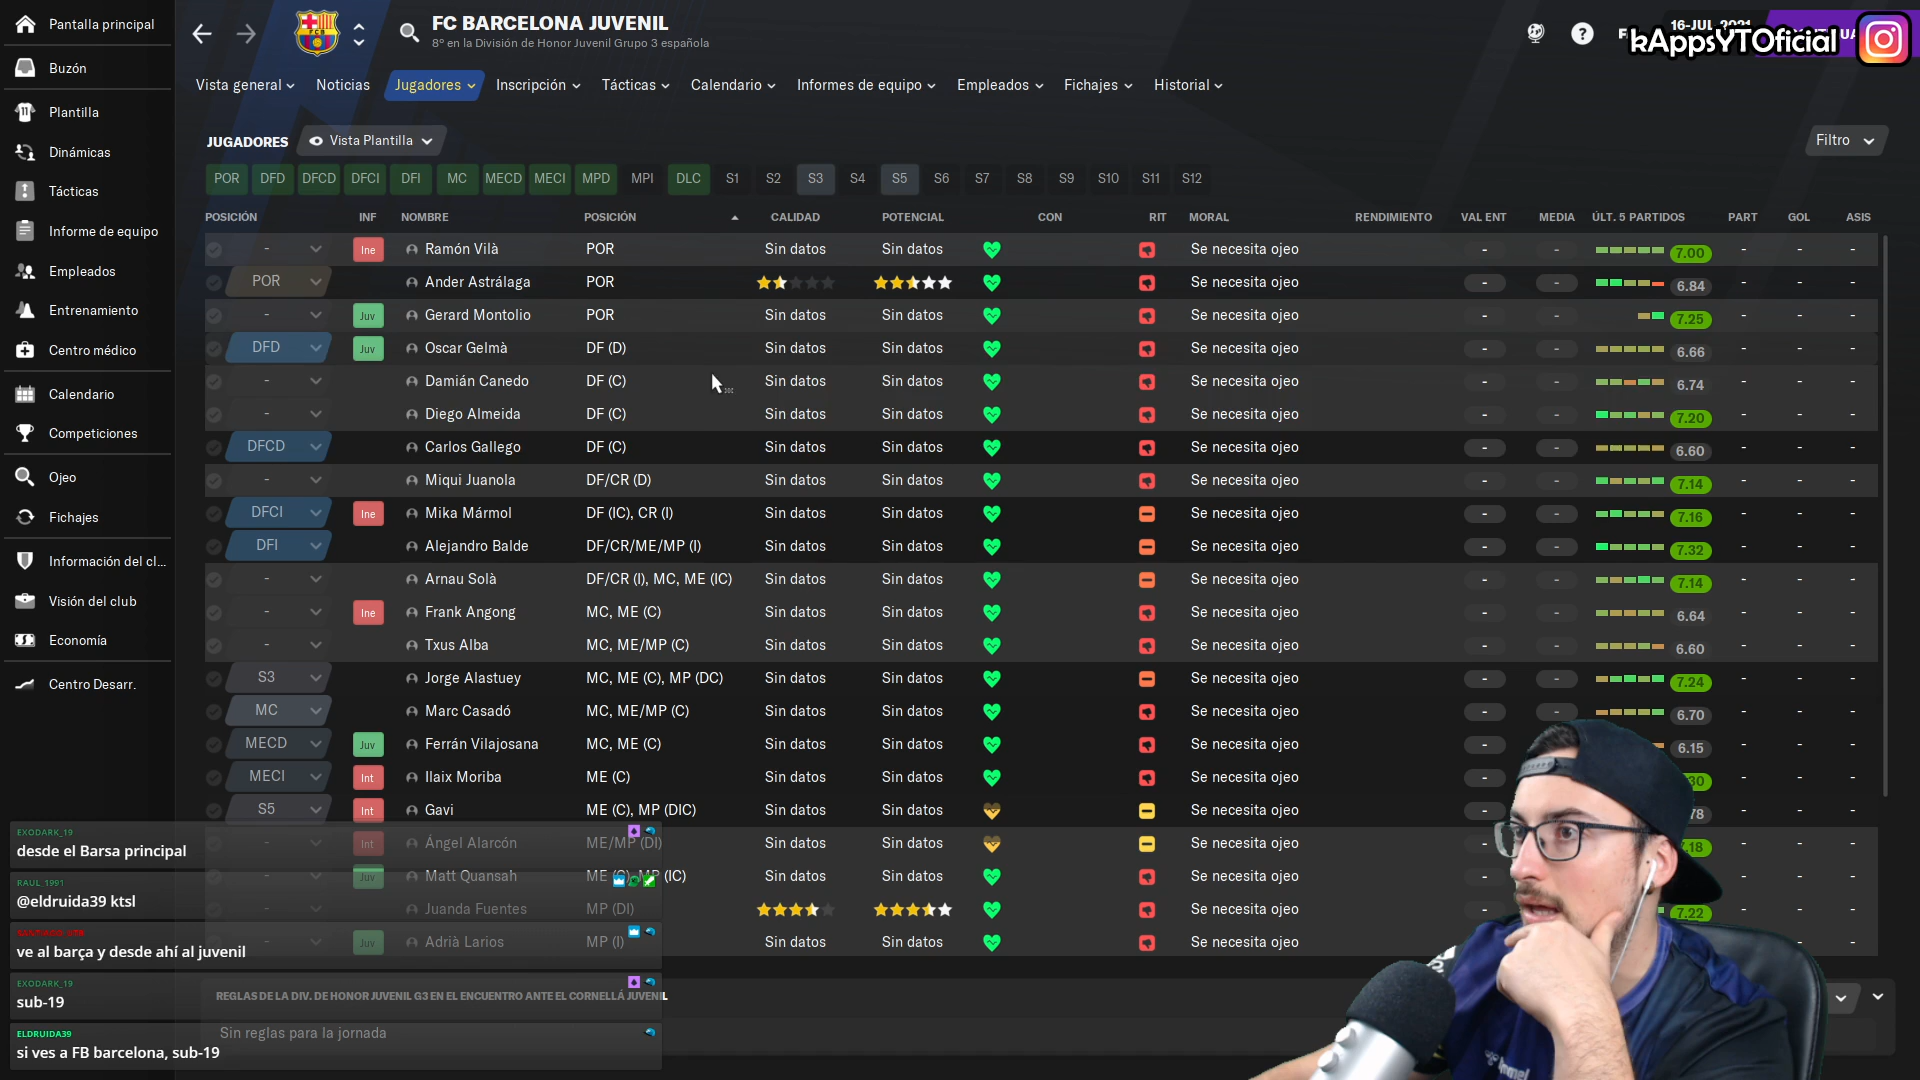 Pantalla principal
Buzón
Plantilla
Dinámicas
Tácticas
Informe de equipo
Empleados
Entrenamiento
Centro médico
Calendario
Competiciones
Ojeo
Fichajes
Información del cl...
Visión del club
Economía
Centro Desarr.
FC BARCELONA JUVENIL
8º en la División de Honor Juvenil Grupo 3 española
16-JUL 2021
kAppsYTOficial
Vista general Noticias Jugadores Inscripción Tácticas Calendario Informes de equipo Empleados Fichajes Historial
JUGADORES Vista Plantilla Filtro
POR DFD DFCD DFCI DFI MC MECD MECI MPD MPI DLC S1 S2 S3 S4 S5 S6 S7 S8 S9 S10 S11 S12
POSICIÓN INF NOMBRE POSICIÓN CALIDAD POTENCIAL CON RIT MORAL RENDIMIENTO VAL ENT MEDIA ÚLT. 5 PARTIDOS PART GOL ASIS
- Ine Ramón Vilà POR Sin datos Sin datos Se necesita ojeo - - 7.00 - - -
POR Ander Astrálaga POR Se necesita ojeo - - 6.84 - - -
- Juv Gerard Montolio POR Sin datos Sin datos Se necesita ojeo - - 7.25 - - -
DFD Juv Oscar Gelmà DF (D) Sin datos Sin datos Se necesita ojeo - - 6.66 - - -
- Damián Canedo DF (C) Sin datos Sin datos Se necesita ojeo - - 6.74 - - -
- Diego Almeida DF (C) Sin datos Sin datos Se necesita ojeo - - 7.20 - - -
DFCD Carlos Gallego DF (C) Sin datos Sin datos Se necesita ojeo - - 6.60 - - -
- Miqui Juanola DF/CR (D) Sin datos Sin datos Se necesita ojeo - - 7.14 - - -
DFCI Ine Mika Mármol DF (IC), CR (I) Sin datos Sin datos Se necesita ojeo - - 7.16 - - -
DFI Alejandro Balde DF/CR/ME/MP (I) Sin datos Sin datos Se necesita ojeo - - 7.32 - - -
- Arnau Solà DF/CR (I), MC, ME (IC) Sin datos Sin datos Se necesita ojeo - - 7.14 - - -
- Ine Frank Angong MC, ME (C) Sin datos Sin datos Se necesita ojeo - - 6.64 - - -
- Txus Alba MC, ME/MP (C) Sin datos Sin datos Se necesita ojeo - - 6.60 - - -
S3 Jorge Alastuey MC, ME (C), MP (DC) Sin datos Sin datos Se necesita ojeo - - 7.24 - - -
MC Marc Casadó MC, ME/MP (C) Sin datos Sin datos Se necesita ojeo - - 6.70 - - -
MECD Juv Ferrán Vilajosana MC, ME (C) Sin datos Sin datos Se necesita ojeo - 6.15 - - -
MECI Int Ilaix Moriba ME (C) Sin datos Sin datos Se necesita ojeo - 30 - - -
S5 Int Gavi ME (C), MP (DIC) Sin datos Sin datos Se necesita ojeo - 78 - - -
- Int Ángel Alarcón ME/MP (DI) Sin datos Sin datos Se necesita ojeo - .18 - - -
- Juv Matt Quansah ME (C), MP (IC) Sin datos Sin datos Se necesita ojeo - - - -
- Juanda Fuentes MP (DI) Se necesita ojeo - 7.22 - - -
- Juv Adrià Larios MP (I) Sin datos Sin datos Se necesita ojeo - - - -
REGLAS DE LA DIV. DE HONOR JUVENIL G3 EN EL ENCUENTRO ANTE EL CORNELLÁ JUVENIL
Sin reglas para la jornada
EXODARK_19
desde el Barsa principal
RAUL_1991
@eldruida39 ktsl
ve al barça y desde ahí al juvenil
EXODARK_19
sub-19
ELDRUIDA39
si ves a FB barcelona, sub-19